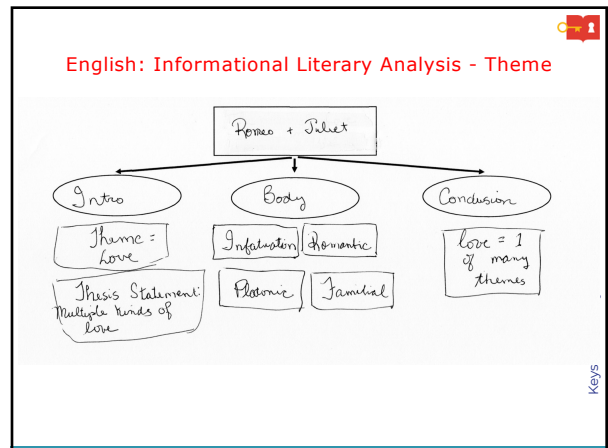 English: Informational Literary Analysis - Theme
Romeo + Juliet
Intro
Body
Conclusion
Theme =
Love
Infatuation
Romantic
love = 1
of many
themes
Thesis Statement:
Multiple kinds of
love
Platonic
Familial
Keys